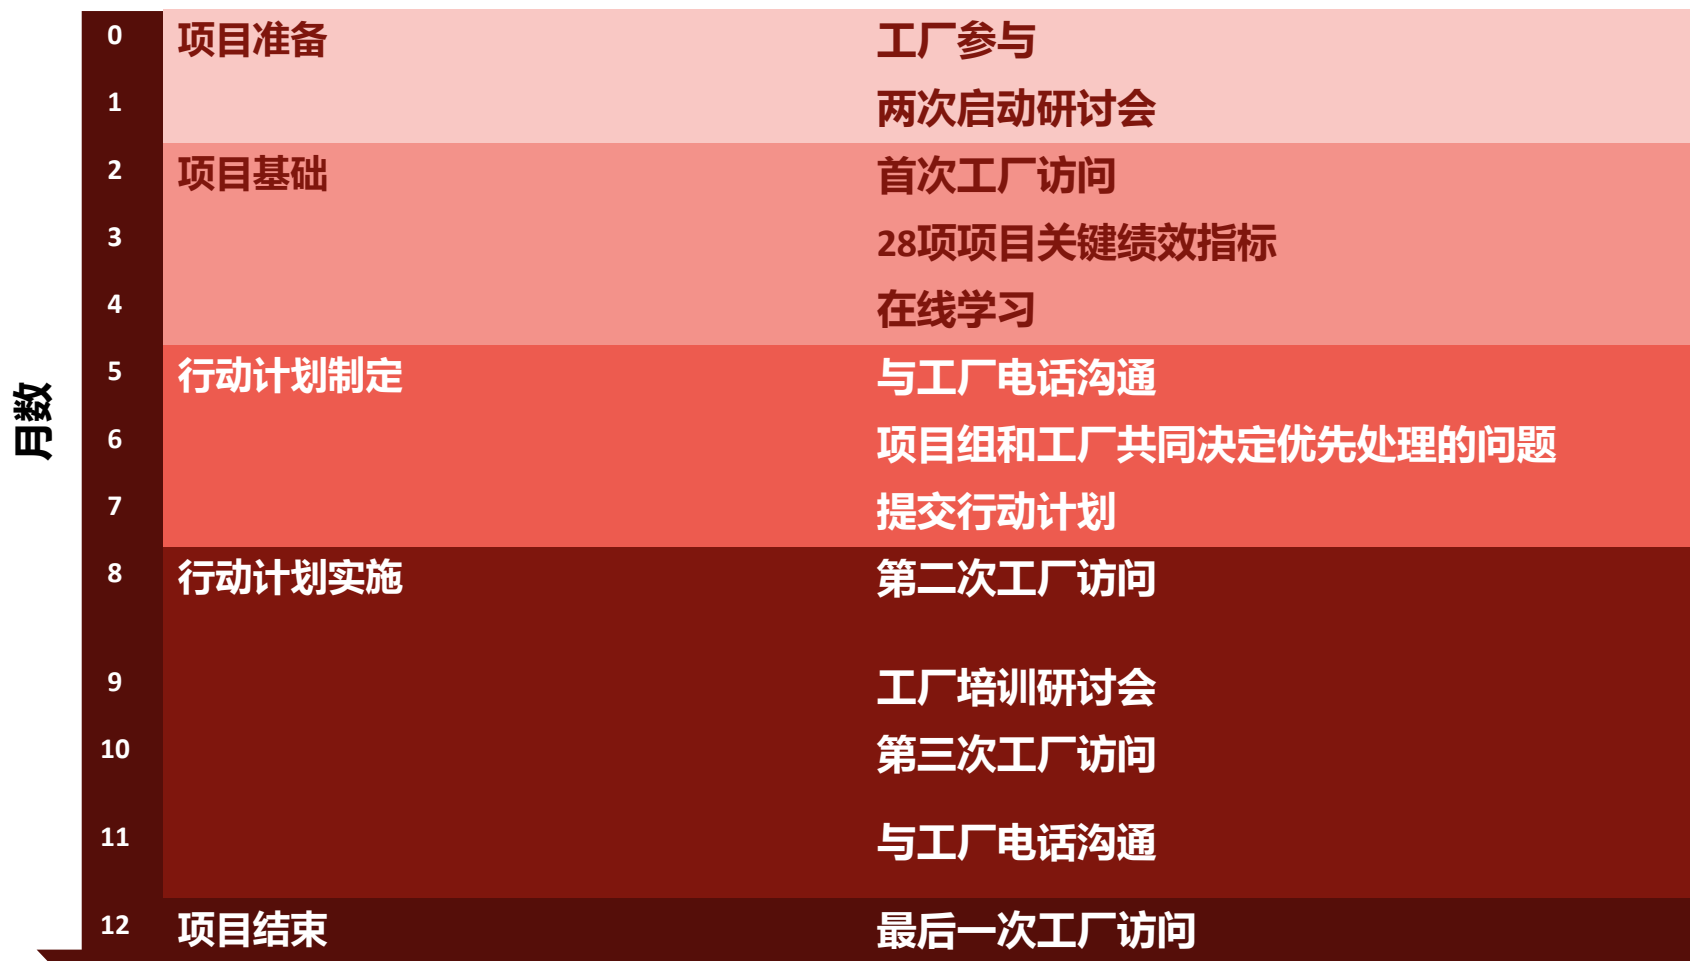 月数
0 项目准备 工厂参与
1 两次启动研讨会
2 项目基础 首次工厂访问
3 28项项目关键绩效指标
4 在线学习
5 行动计划制定 与工厂电话沟通
6 项目组和工厂共同决定优先处理的问题
7 提交行动计划
8 行动计划实施 第二次工厂访问
9 工厂培训研讨会
10 第三次工厂访问
11 与工厂电话沟通
12 项目结束 最后一次工厂访问